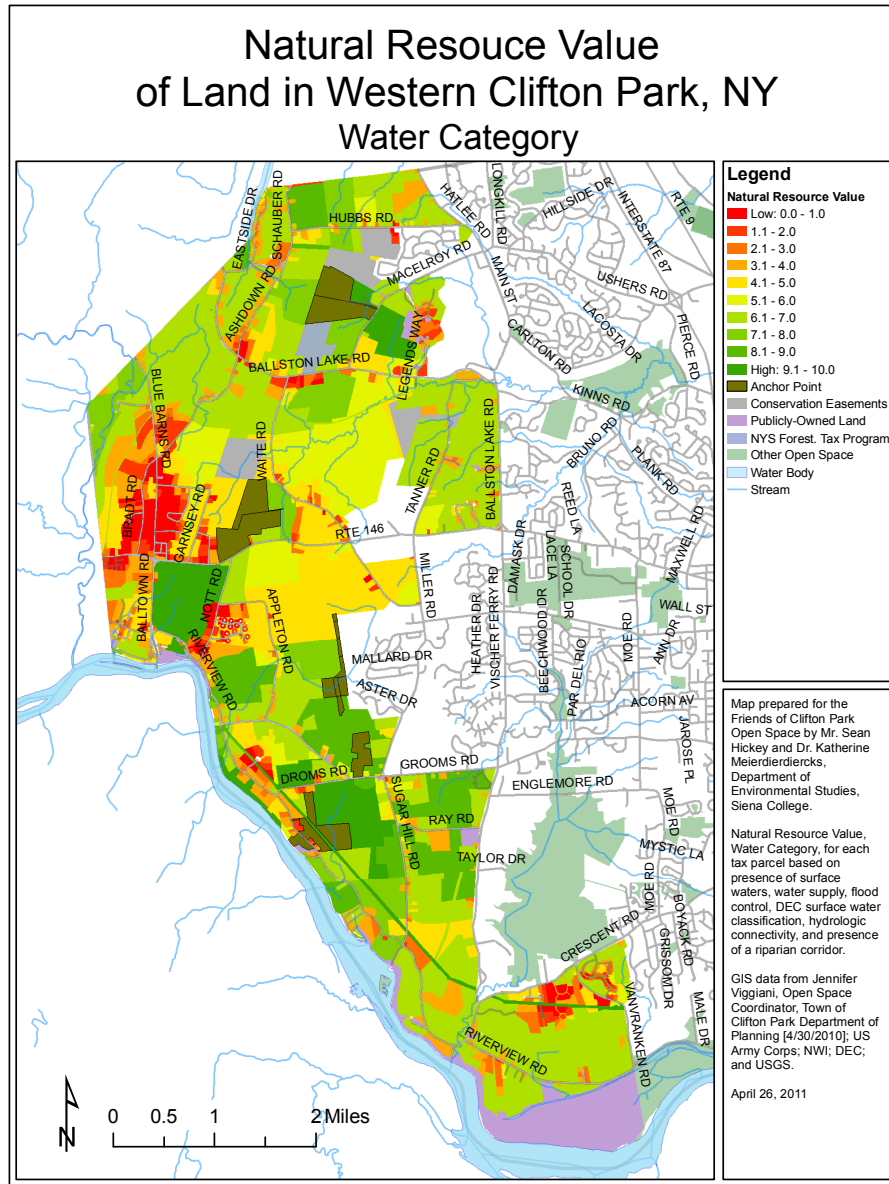 Natural Resouce Value
of Land in Western Clifton Park, NY
Water Category
EASTSIDE DR
SCHAUBER RD
HUBBS RD
HATLEE RD
LONGKILL RD
HILLSIDE DR
INTERSTATE 87
RTE 9
MACELROY RD
MAIN ST
USHERS RD
ASHDOWN RD
LACOSTA DR
PIERCE RD
CARLTON RD
BALLSTON LAKE RD
LEGENDS WAY
BLUE BARNS RD
KINNS RD
WAITE RD
BALLSTON LAKE RD
BRUNO RD
PLANK RD
TANNER RD
BRADT RD
GARNSEY RD
REED LA
RTE 146
DAMASK DR
LACE LA
SCHOOL DR
MAXWELL RD
BALLTOWN RD
NOTT RD
MILLER RD
WALL ST
APPLETON RD
HEATHER DR
VISCHER FERRY RD
BEECHWOOD DR
PAR DEL RIO
MOE RD
ANN DR
RIVERVIEW RD
MALLARD DR
ASTER DR
ACORN AV
JAROSE PL
GROOMS RD
DROMS RD
ENGLEMORE RD
SUGAR HILL RD
RAY RD
MOE RD
TAYLOR DR
MYSTIC LA
MOE RD
BOYACK RD
CRESCENT RD
GRISSOM DR
VANVRANKEN RD
MALE DR
RIVERVIEW RD
N
0 0.5 1 2 Miles
Legend
Natural Resource Value
Low: 0.0 - 1.0
1.1 - 2.0
2.1 - 3.0
3.1 - 4.0
4.1 - 5.0
5.1 - 6.0
6.1 - 7.0
7.1 - 8.0
8.1 - 9.0
High: 9.1 - 10.0
Anchor Point
Conservation Easements
Publicly-Owned Land
NYS Forest. Tax Program
Other Open Space
Water Body
Stream
Map prepared for the
Friends of Clifton Park
Open Space by Mr. Sean
Hickey and Dr. Katherine
Meierdierdiercks,
Department of
Environmental Studies,
Siena College.
Natural Resource Value,
Water Category, for each
tax parcel based on
presence of surface
waters, water supply, flood
control, DEC surface water
classification, hydrologic
connectivity, and presence
of a riparian corridor.
GIS data from Jennifer
Viggiani, Open Space
Coordinator, Town of
Clifton Park Department of
Planning [4/30/2010]; US
Army Corps; NWI; DEC;
and USGS.
April 26, 2011